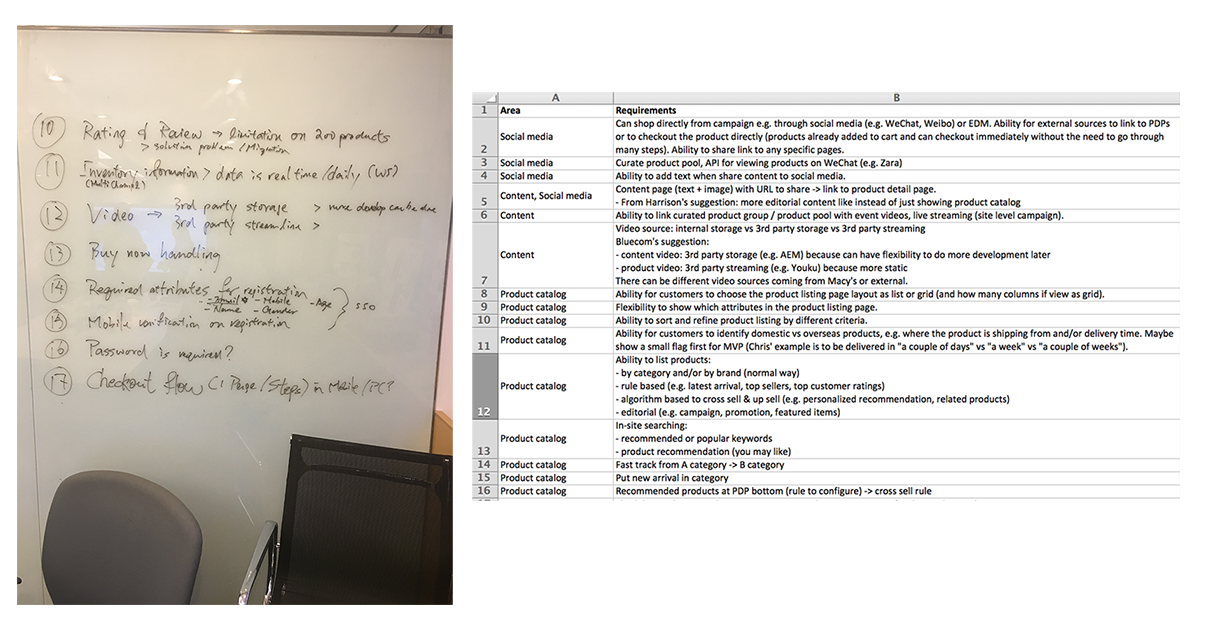 10 Rating & Review → limitation on 200 products
> solution problem / Migration
11 Inventory information > data is real time / daily (WS)
(Multi Channel)
12 Video → 3rd party storage > more develop can be done
3rd party streamline >
13 Buy now handling
14 Required attributes for registration
- Email - Mobile - Age
- Name - Gender
SSO
15 Mobile verification on registration
16 Password is required?
17 Checkout flow (1 Page / Steps) in Mobile / PC?
A B
1 Area Requirements
Can shop directly from campaign e.g. through social media (e.g. WeChat, Weibo) or EDM. Ability for external sources to link to PDPs
or to checkout the product directly (products already added to cart and can checkout immediately without the need to go through
2 Social media many steps). Ability to share link to any specific pages.
3 Social media Curate product pool, API for viewing products on WeChat (e.g. Zara)
4 Social media Ability to add text when share content to social media.
Content page (text + image) with URL to share -> link to product detail page.
5 Content, Social media - From Harrison's suggestion: more editorial content like instead of just showing product catalog
6 Content Ability to link curated product group / product pool with event videos, live streaming (site level campaign).
Video source: internal storage vs 3rd party storage vs 3rd party streaming
Bluecom's suggestion:
- content video: 3rd party storage (e.g. AEM) because can have flexibility to do more development later
- product video: 3rd party streaming (e.g. Youku) because more static
7 Content There can be different video sources coming from Macy's or external.
8 Product catalog Ability for customers to choose the product listing page layout as list or grid (and how many columns if view as grid).
9 Product catalog Flexibility to show which attributes in the product listing page.
10 Product catalog Ability to sort and refine product listing by different criteria.
Ability for customers to identify domestic vs overseas products, e.g. where the product is shipping from and/or delivery time. Maybe
11 Product catalog show a small flag first for MVP (Chris' example is to be delivered in "a couple of days" vs "a week" vs "a couple of weeks").
Ability to list products:
- by category and/or by brand (normal way)
- rule based (e.g. latest arrival, top sellers, top customer ratings)
- algorithm based to cross sell & up sell (e.g. personalized recommendation, related products)
12 Product catalog - editorial (e.g. campaign, promotion, featured items)
In-site searching:
- recommended or popular keywords
13 Product catalog - product recommendation (you may like)
14 Product catalog Fast track from A category -> B category
15 Product catalog Put new arrival in category
16 Product catalog Recommended products at PDP bottom (rule to configure) -> cross sell rule